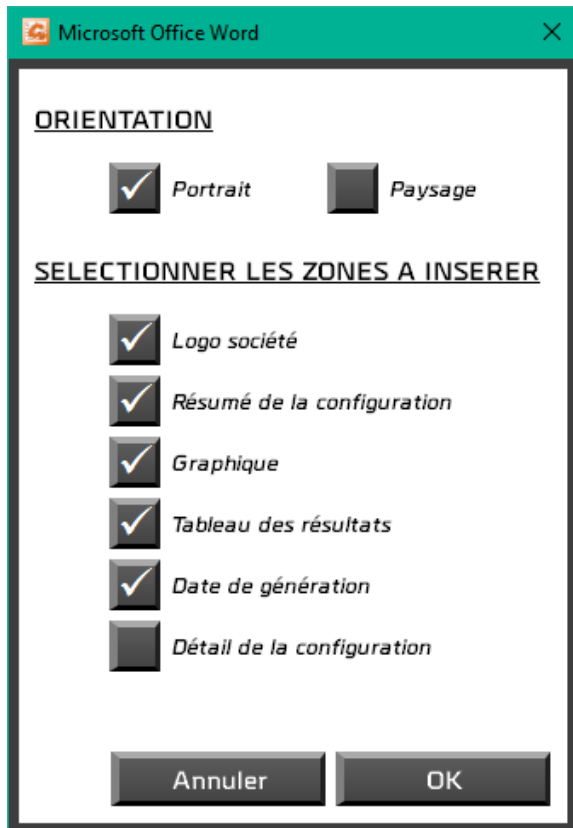 Microsoft Office Word
ORIENTATION
Portrait Paysage
SELECTIONNER LES ZONES A INSERER
Logo société
Résumé de la configuration
Graphique
Tableau des résultats
Date de génération
Détail de la configuration
Annuler OK